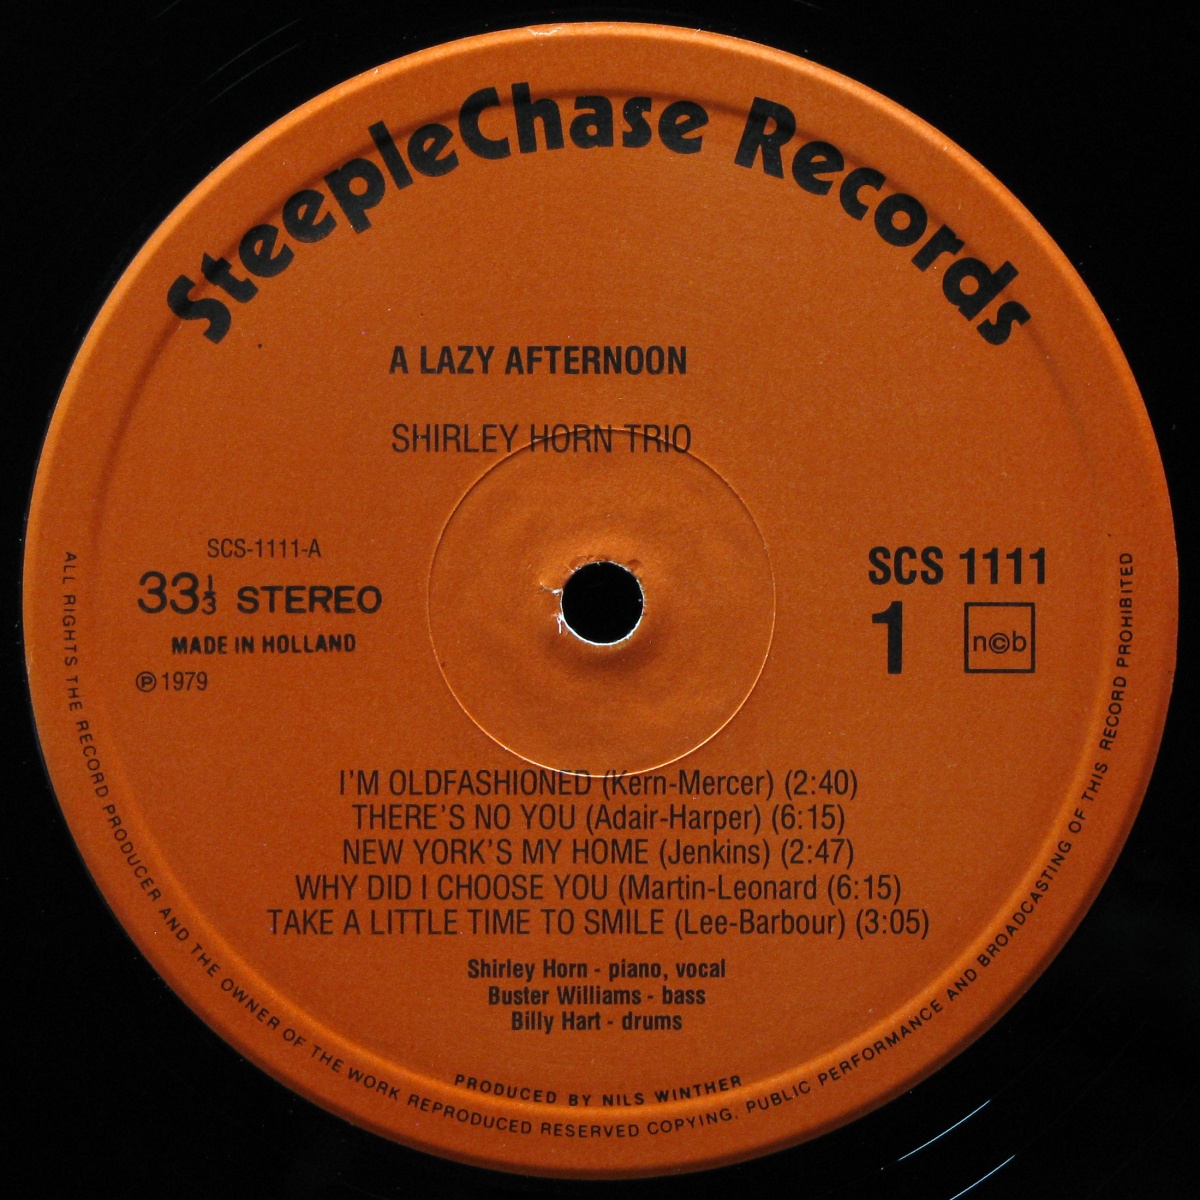 SteepleChase Records
A LAZY AFTERNOON
SHIRLEY HORN TRIO
SCS-1111-A
33⅓ STEREO
MADE IN HOLLAND
℗ 1979
SCS 1111
1
n©b
I'M OLDFASHIONED (Kern-Mercer) (2:40)
THERE'S NO YOU (Adair-Harper) (6:15)
NEW YORK'S MY HOME (Jenkins) (2:47)
WHY DID I CHOOSE YOU (Martin-Leonard (6:15)
TAKE A LITTLE TIME TO SMILE (Lee-Barbour) (3:05)
Shirley Horn - piano, vocal
Buster Williams - bass
Billy Hart - drums
PRODUCED BY NILS WINTHER
ALL RIGHTS THE RECORD PRODUCER AND THE OWNER OF THE WORK REPRODUCED RESERVED COPYING, PUBLIC PERFORMANCE AND BROADCASTING OF THIS RECORD PROHIBITED